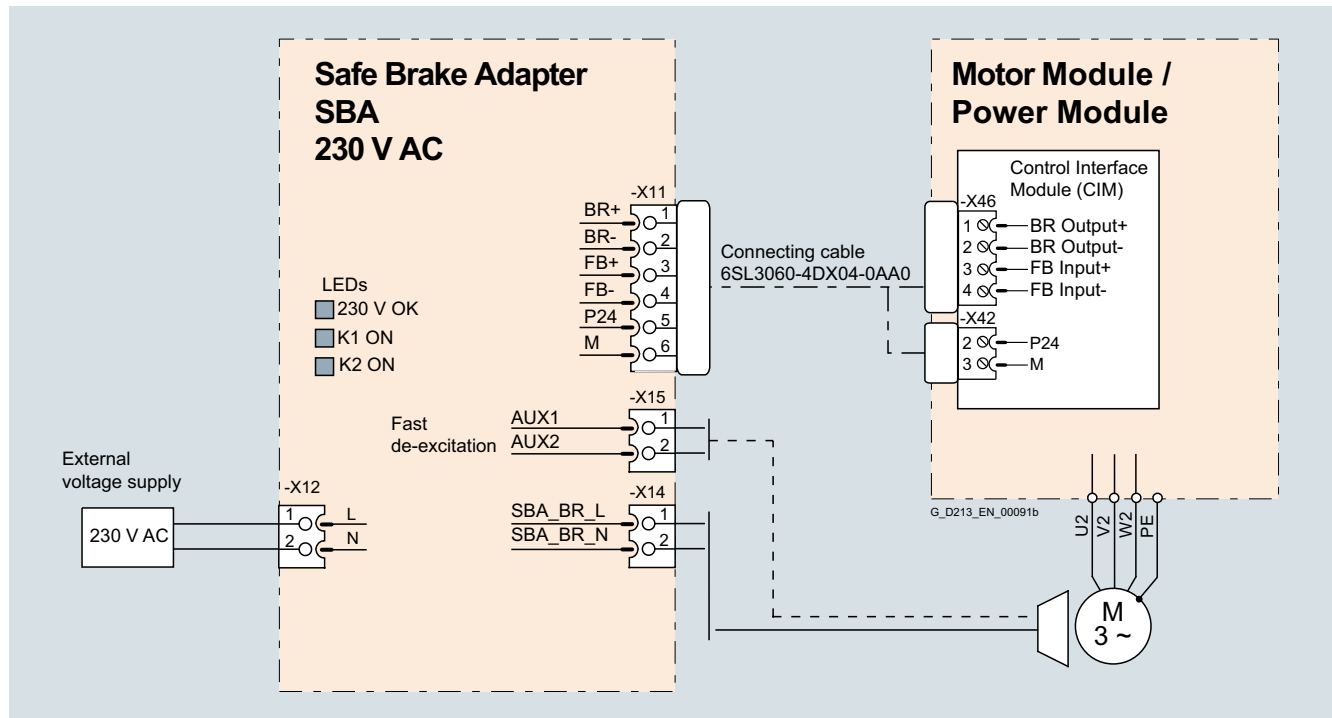 Safe Brake Adapter
SBA
230 V AC
LEDs
230 V OK
K1 ON
K2 ON
-X11
BR+
1
BR-
2
FB+
3
FB-
4
P24
5
M
6
Connecting cable
6SL3060-4DX04-0AA0
Motor Module /
Power Module
Control Interface
Module (CIM)
-X46
1
BR Output+
2
BR Output-
3
FB Input+
4
FB Input-
-X42
2
P24
3
M
Fast
de-excitation
-X15
AUX1
1
AUX2
2
External
voltage supply
230 V AC
-X12
1
L
2
N
-X14
SBA_BR_L
1
SBA_BR_N
2
G_D213_EN_00091b
U2
V2
W2
PE
M
3 ~